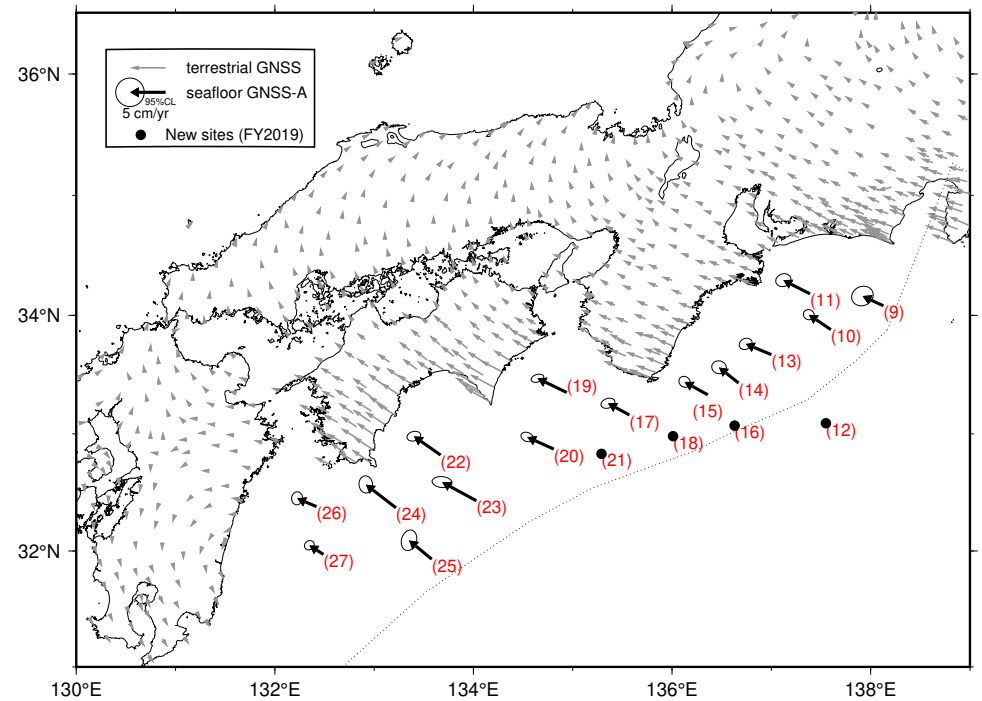 36°N
terrestrial GNSS
seafloor GNSS-A
95%CL
5 cm/yr
New sites (FY2019)
34°N
(11)
(9)
(10)
(13)
(14)
(19)
(15)
(17)
(12)
(16)
(18)
(20)
(21)
(22)
(23)
(24)
(26)
32°N
(27)
(25)
130°E
132°E
134°E
136°E
138°E